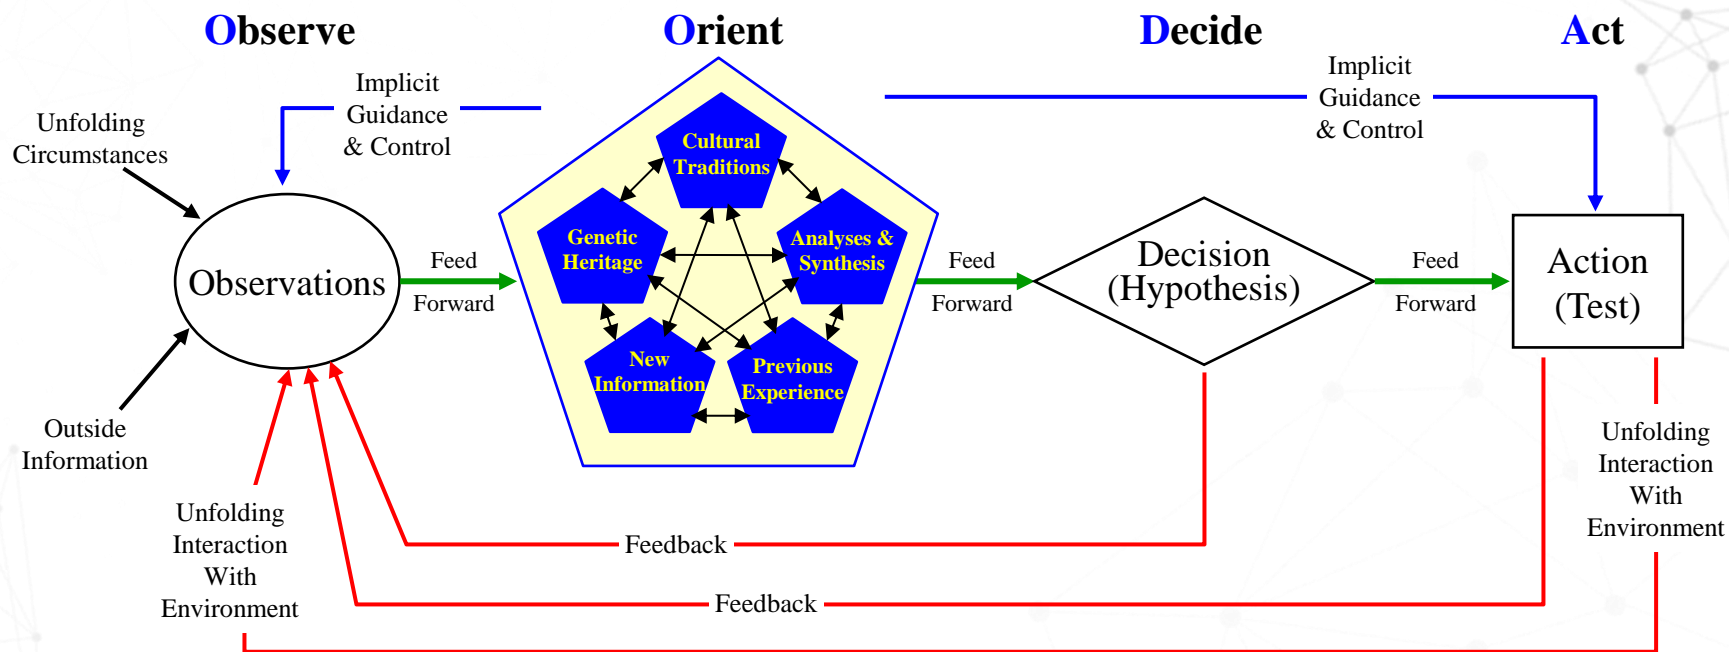 Observe
Orient
Decide
Act
Implicit
Guidance
& Control
Implicit
Guidance
& Control
Unfolding
Circumstances
Cultural
Traditions
Genetic
Heritage
Analyses &
Synthesis
Observations
Feed
Forward
Feed
Forward
Decision
(Hypothesis)
Feed
Forward
Action
(Test)
New
Information
Previous
Experience
Outside
Information
Unfolding
Interaction
With
Environment
Unfolding
Interaction
With
Environment
Feedback
Feedback